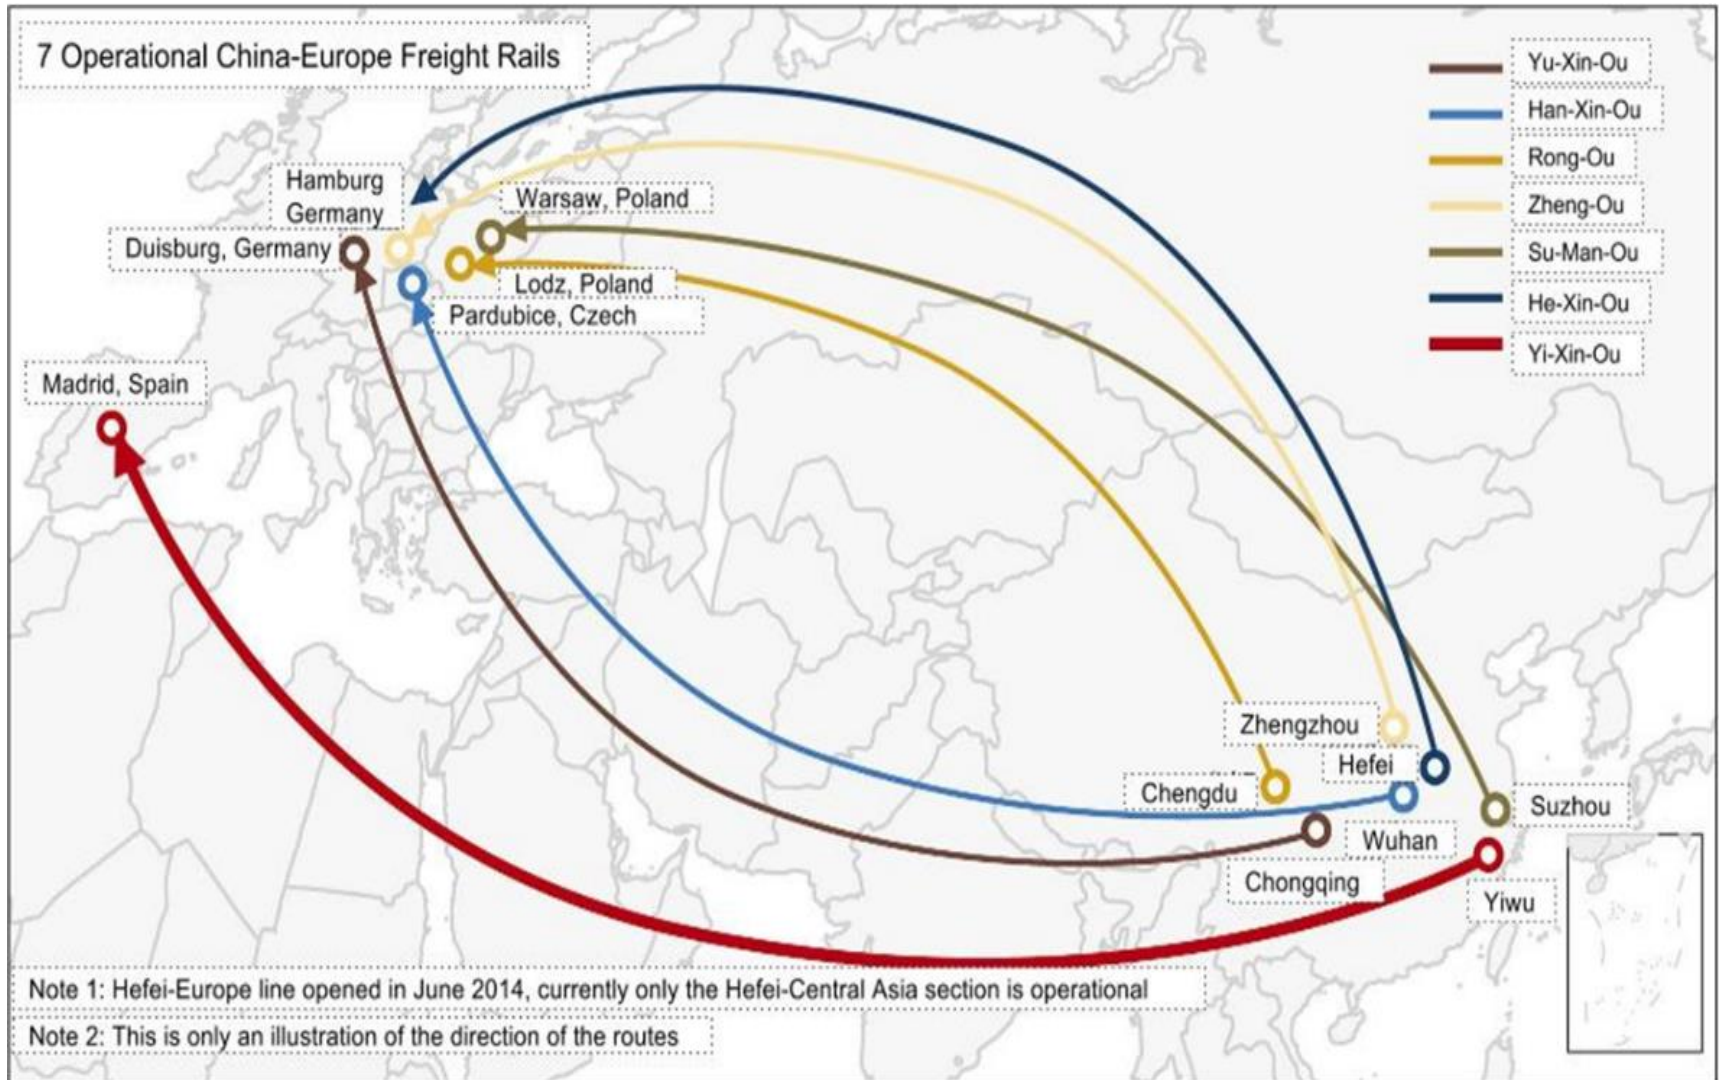 7 Operational China-Europe Freight Rails
Yu-Xin-Ou
Han-Xin-Ou
Rong-Ou
Zheng-Ou
Su-Man-Ou
He-Xin-Ou
Yi-Xin-Ou
Hamburg
Germany
Warsaw, Poland
Duisburg, Germany
Lodz, Poland
Pardubice, Czech
Madrid, Spain
Zhengzhou
Hefei
Chengdu
Suzhou
Wuhan
Chongqing
Yiwu
Note 1: Hefei-Europe line opened in June 2014, currently only the Hefei-Central Asia section is operational
Note 2: This is only an illustration of the direction of the routes